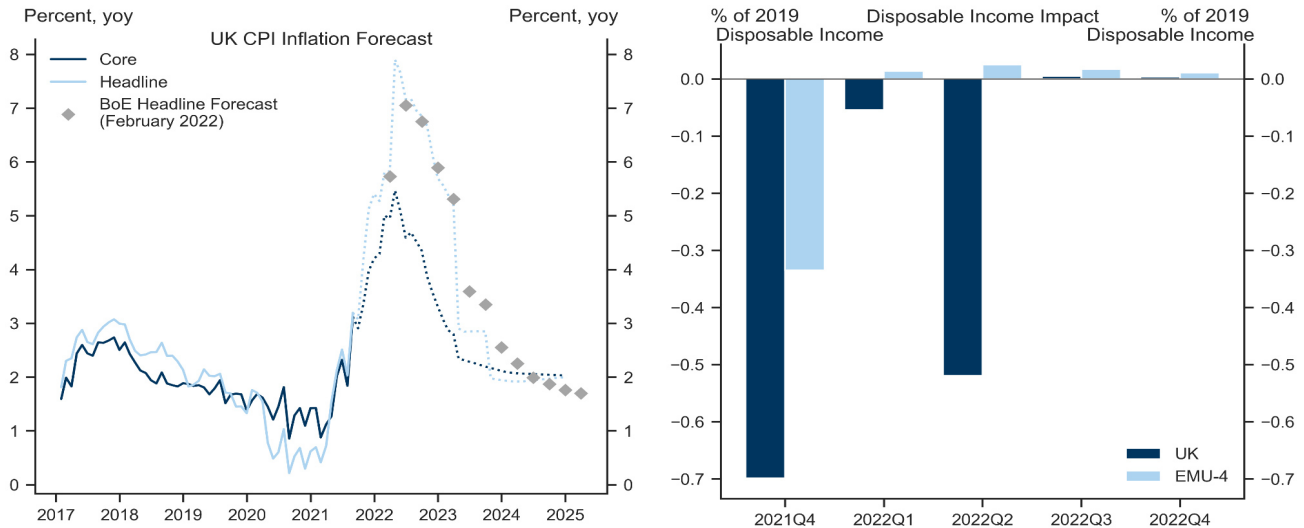 Percent, yoy
Percent, yoy
UK CPI Inflation Forecast
Core
Headline
BoE Headline Forecast
(February 2022)
8
7
6
5
4
3
2
1
0
8
7
6
5
4
3
2
1
0
2017 2018 2019 2020 2021 2022 2023 2024 2025
% of 2019
Disposable Income
Disposable Income Impact
% of 2019
Disposable Income
0.0
−0.1
−0.2
−0.3
−0.4
−0.5
−0.6
−0.7
0.0
−0.1
−0.2
−0.3
−0.4
−0.5
−0.6
−0.7
UK
EMU-4
2021Q4 2022Q1 2022Q2 2022Q3 2022Q4